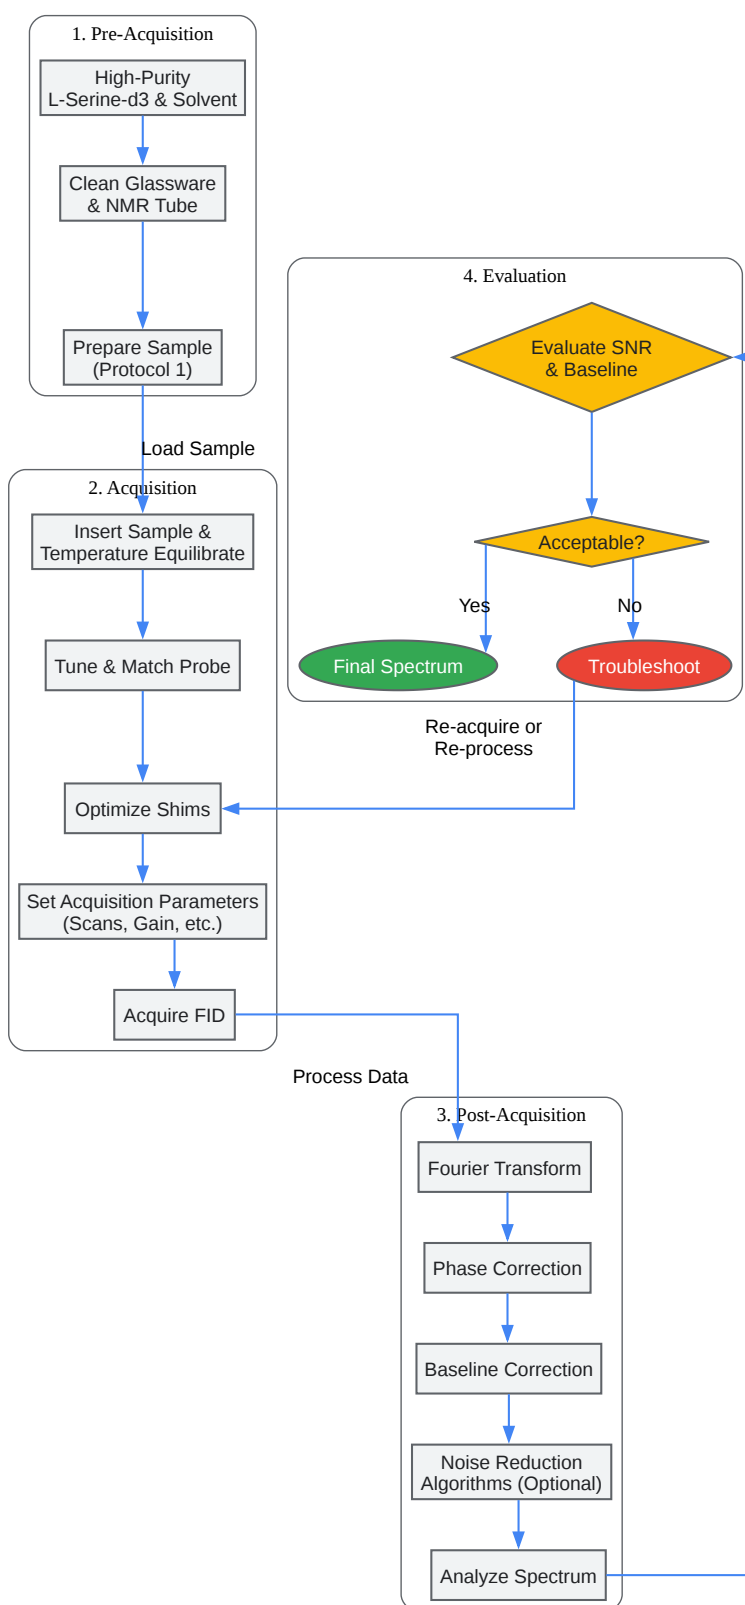 1. Pre-Acquisition
High-Purity
L-Serine-d3 & Solvent
Clean Glassware
& NMR Tube
Prepare Sample
(Protocol 1)
Load Sample
2. Acquisition
Insert Sample &
Temperature Equilibrate
Tune & Match Probe
Optimize Shims
Set Acquisition Parameters
(Scans, Gain, etc.)
Acquire FID
Process Data
3. Post-Acquisition
Fourier Transform
Phase Correction
Baseline Correction
Noise Reduction
Algorithms (Optional)
Analyze Spectrum
4. Evaluation
Evaluate SNR
& Baseline
Acceptable?
Yes
No
Final Spectrum
Troubleshoot
Re-acquire or
Re-process